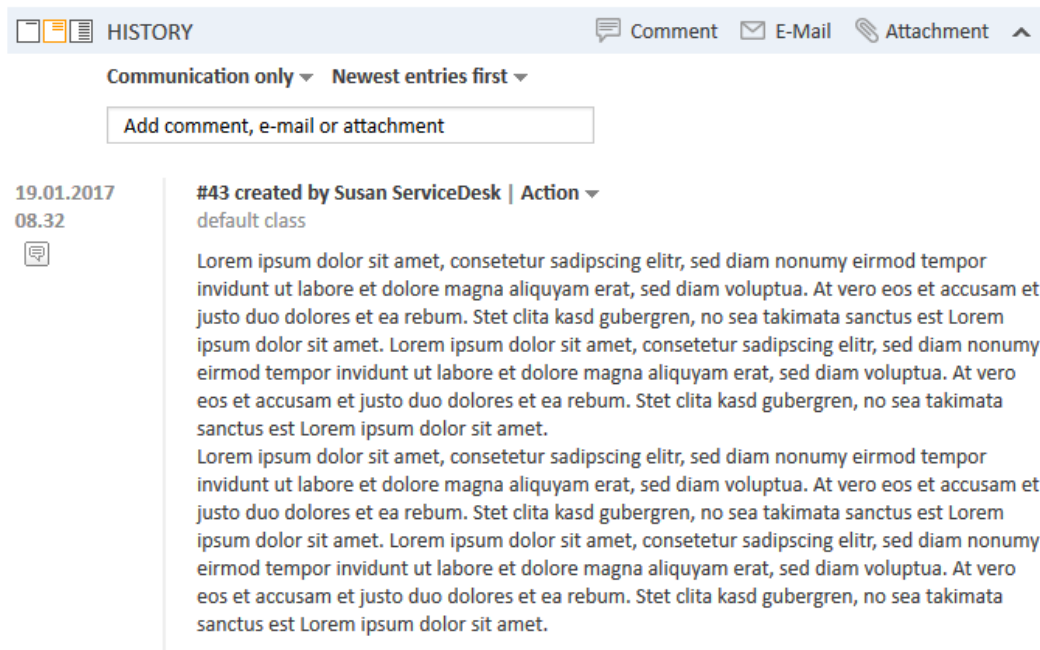 HISTORY Comment E-Mail Attachment
Communication only Newest entries first
Add comment, e-mail or attachment
19.01.2017 #43 created by Susan ServiceDesk | Action
08.32 default class
Lorem ipsum dolor sit amet, consetetur sadipscing elitr, sed diam nonumy eirmod tempor
invidunt ut labore et dolore magna aliquyam erat, sed diam voluptua. At vero eos et accusam et
justo duo dolores et ea rebum. Stet clita kasd gubergren, no sea takimata sanctus est Lorem
ipsum dolor sit amet. Lorem ipsum dolor sit amet, consetetur sadipscing elitr, sed diam nonumy
eirmod tempor invidunt ut labore et dolore magna aliquyam erat, sed diam voluptua. At vero
eos et accusam et justo duo dolores et ea rebum. Stet clita kasd gubergren, no sea takimata
sanctus est Lorem ipsum dolor sit amet.
Lorem ipsum dolor sit amet, consetetur sadipscing elitr, sed diam nonumy eirmod tempor
invidunt ut labore et dolore magna aliquyam erat, sed diam voluptua. At vero eos et accusam et
justo duo dolores et ea rebum. Stet clita kasd gubergren, no sea takimata sanctus est Lorem
ipsum dolor sit amet. Lorem ipsum dolor sit amet, consetetur sadipscing elitr, sed diam nonumy
eirmod tempor invidunt ut labore et dolore magna aliquyam erat, sed diam voluptua. At vero
eos et accusam et justo duo dolores et ea rebum. Stet clita kasd gubergren, no sea takimata
sanctus est Lorem ipsum dolor sit amet.